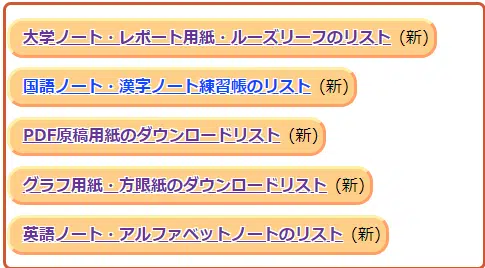 大学ノート・レポート用紙・ルーズリーフのリスト (新)
国語ノート・漢字ノート練習帳のリスト (新)
PDF原稿用紙のダウンロードリスト (新)
グラフ用紙・方眼紙のダウンロードリスト (新)
英語ノート・アルファベットノートのリスト (新)